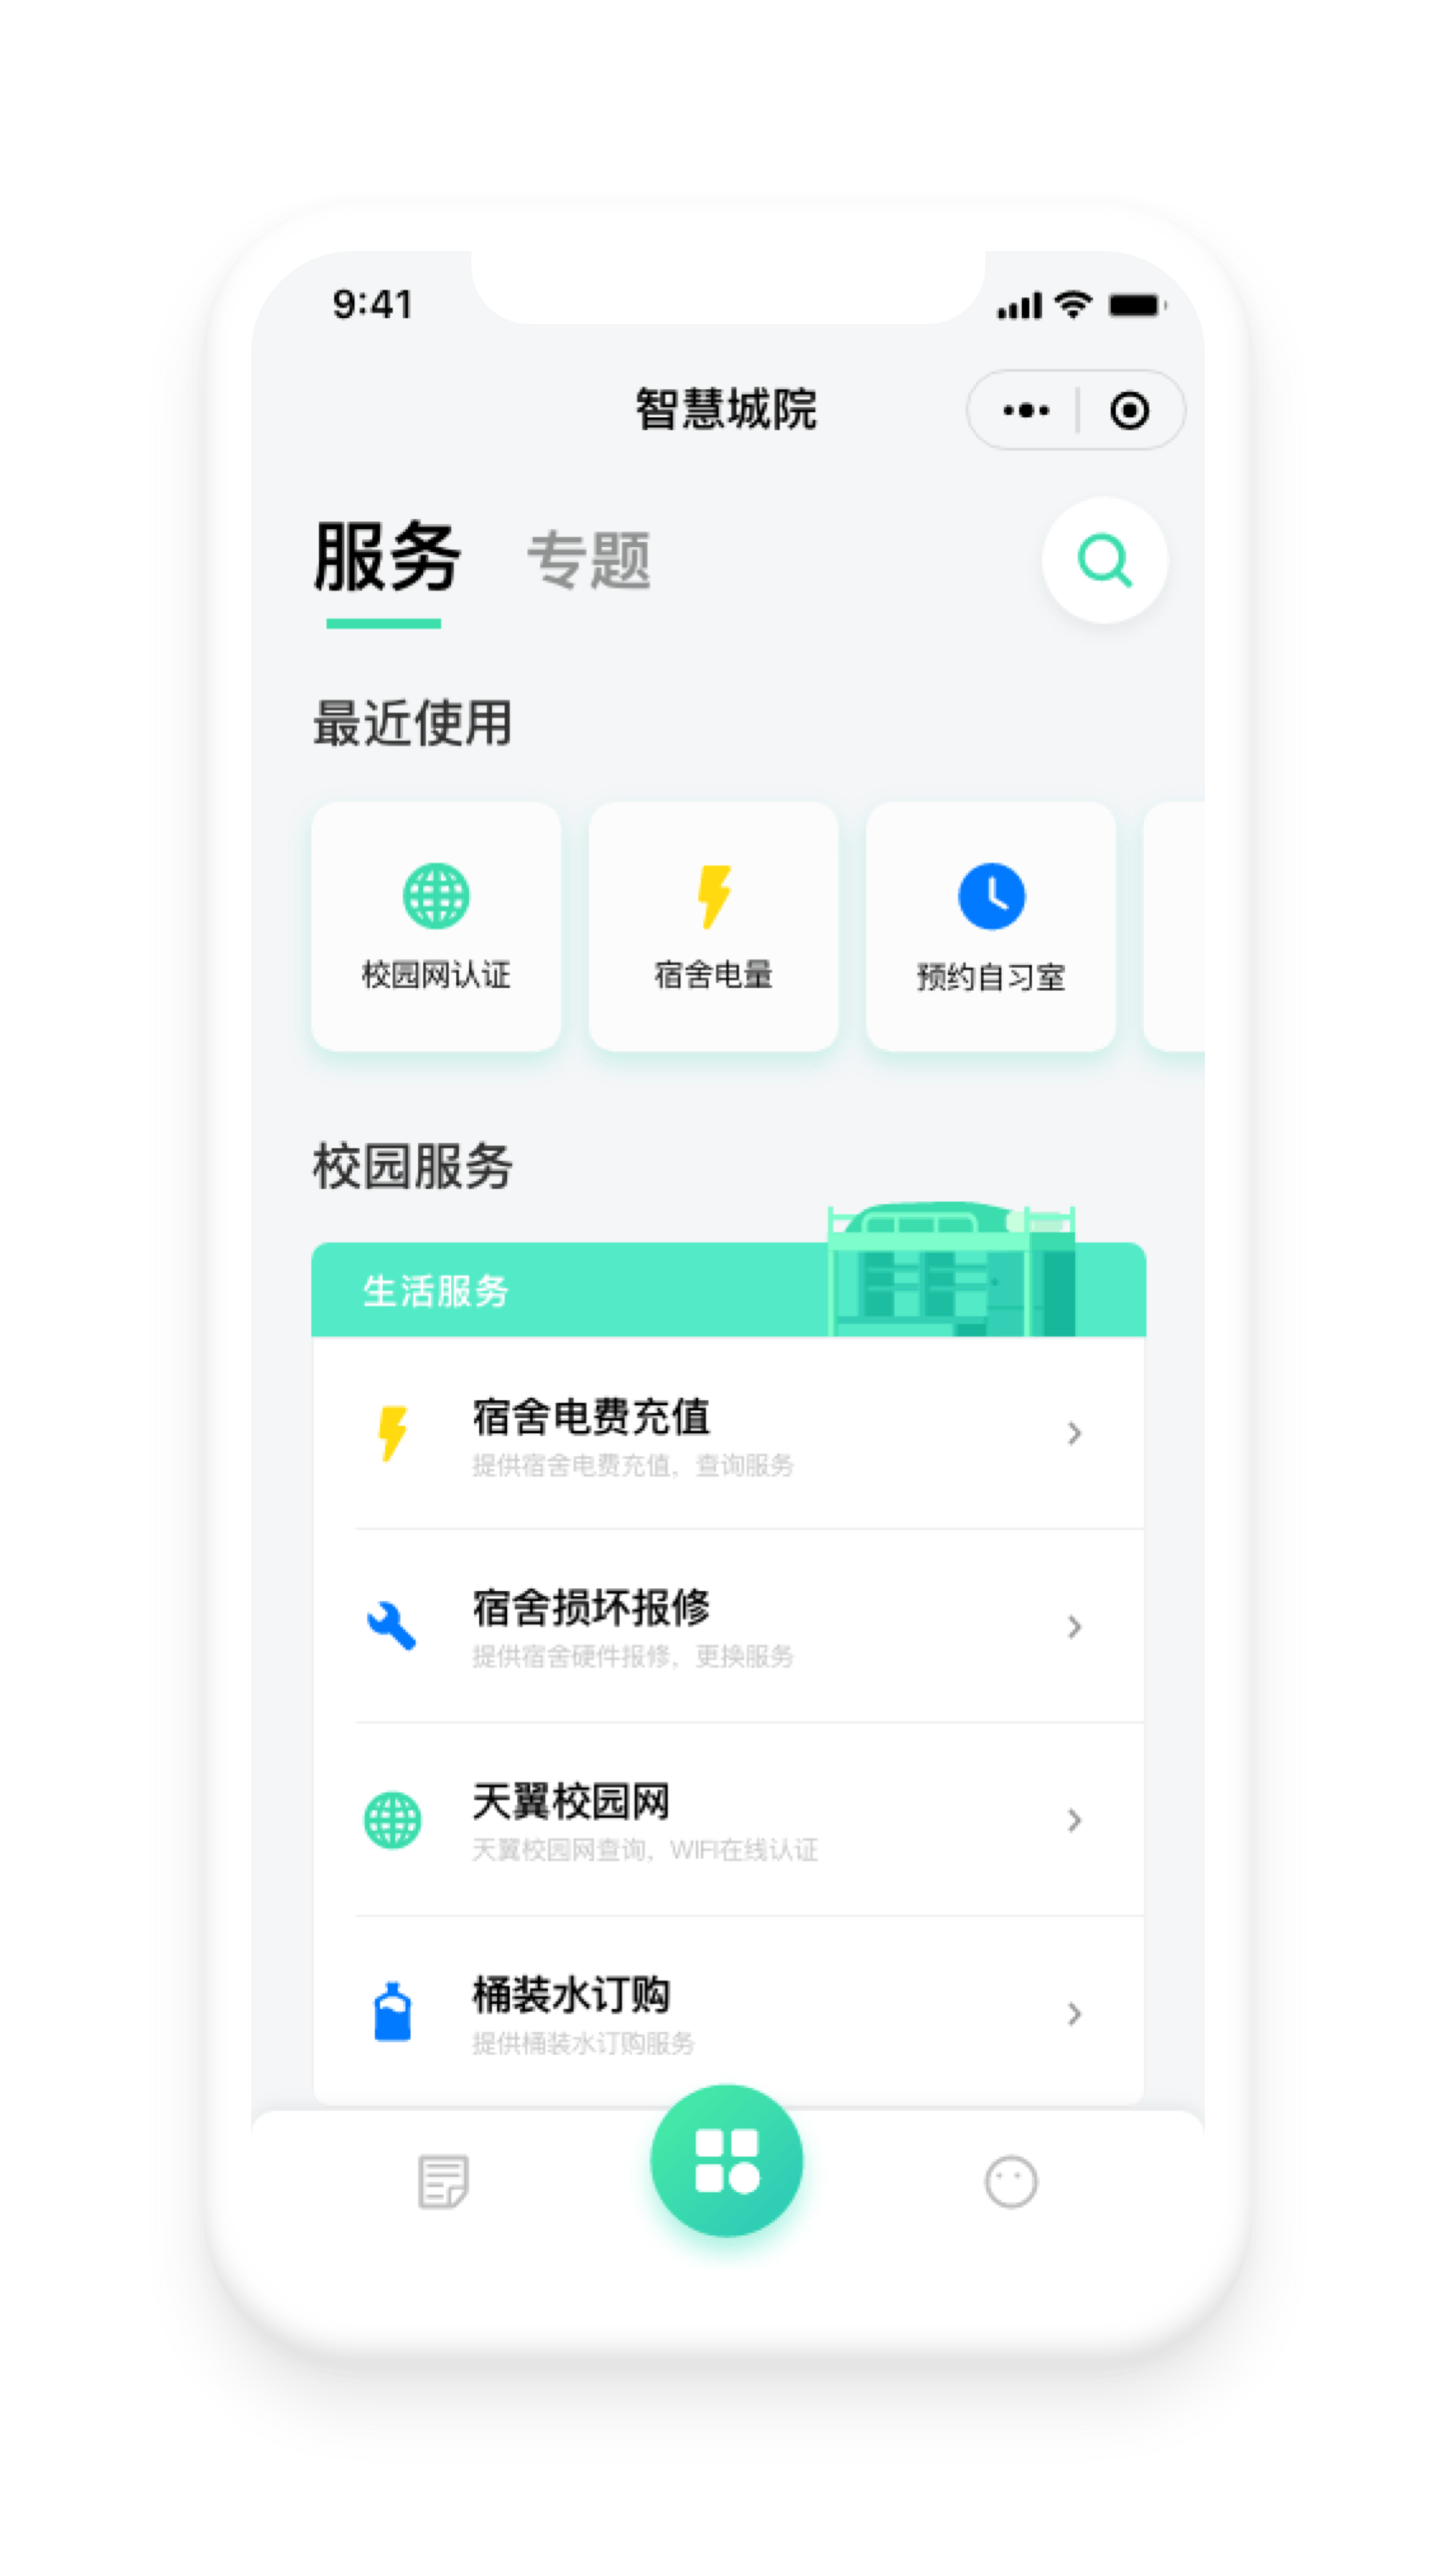 9:41
智慧城院
服务 专题
最近使用
校园网认证 宿舍电量 预约自习室
校园服务
生活服务
宿舍电费充值
提供宿舍电费充值，查询服务
宿舍损坏报修
提供宿舍硬件报修，更换服务
天翼校园网
天翼校园网查询，WIFI在线认证
桶装水订购
提供桶装水订购服务